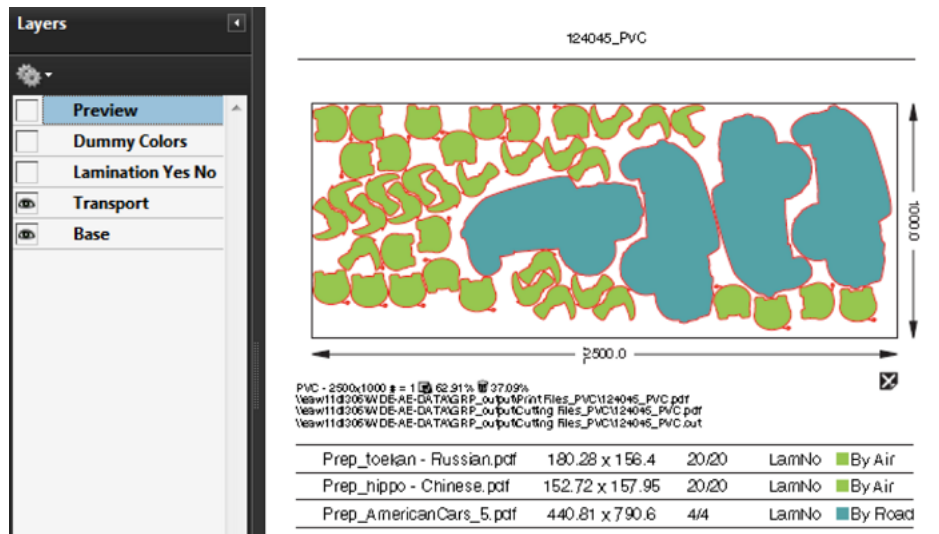 Layers
Preview
Dummy Colors
Lamination Yes No
Transport
Base
124045_PVC
1000.0
2500.0
PVC - 2500x1000 # = 1 62.91% 37.09%
\\eaw11d306\WDE-AE-DATA\GRP_output\Print Files_PVC\124045_PVC.pdf
\\eaw11d306\WDE-AE-DATA\GRP_output\Cutting Files_PVC\124045_PVC.pdf
\\eaw11d306\WDE-AE-DATA\GRP_output\Cutting Files_PVC\124045_PVC.out
Prep_toekan - Russian.pdf 180.28 x 156.4 20/20 LamNo By Air
Prep_hippo - Chinese.pdf 152.72 x 157.95 20/20 LamNo By Air
Prep_AmericanCars_5.pdf 440.81 x 790.6 4/4 LamNo By Road